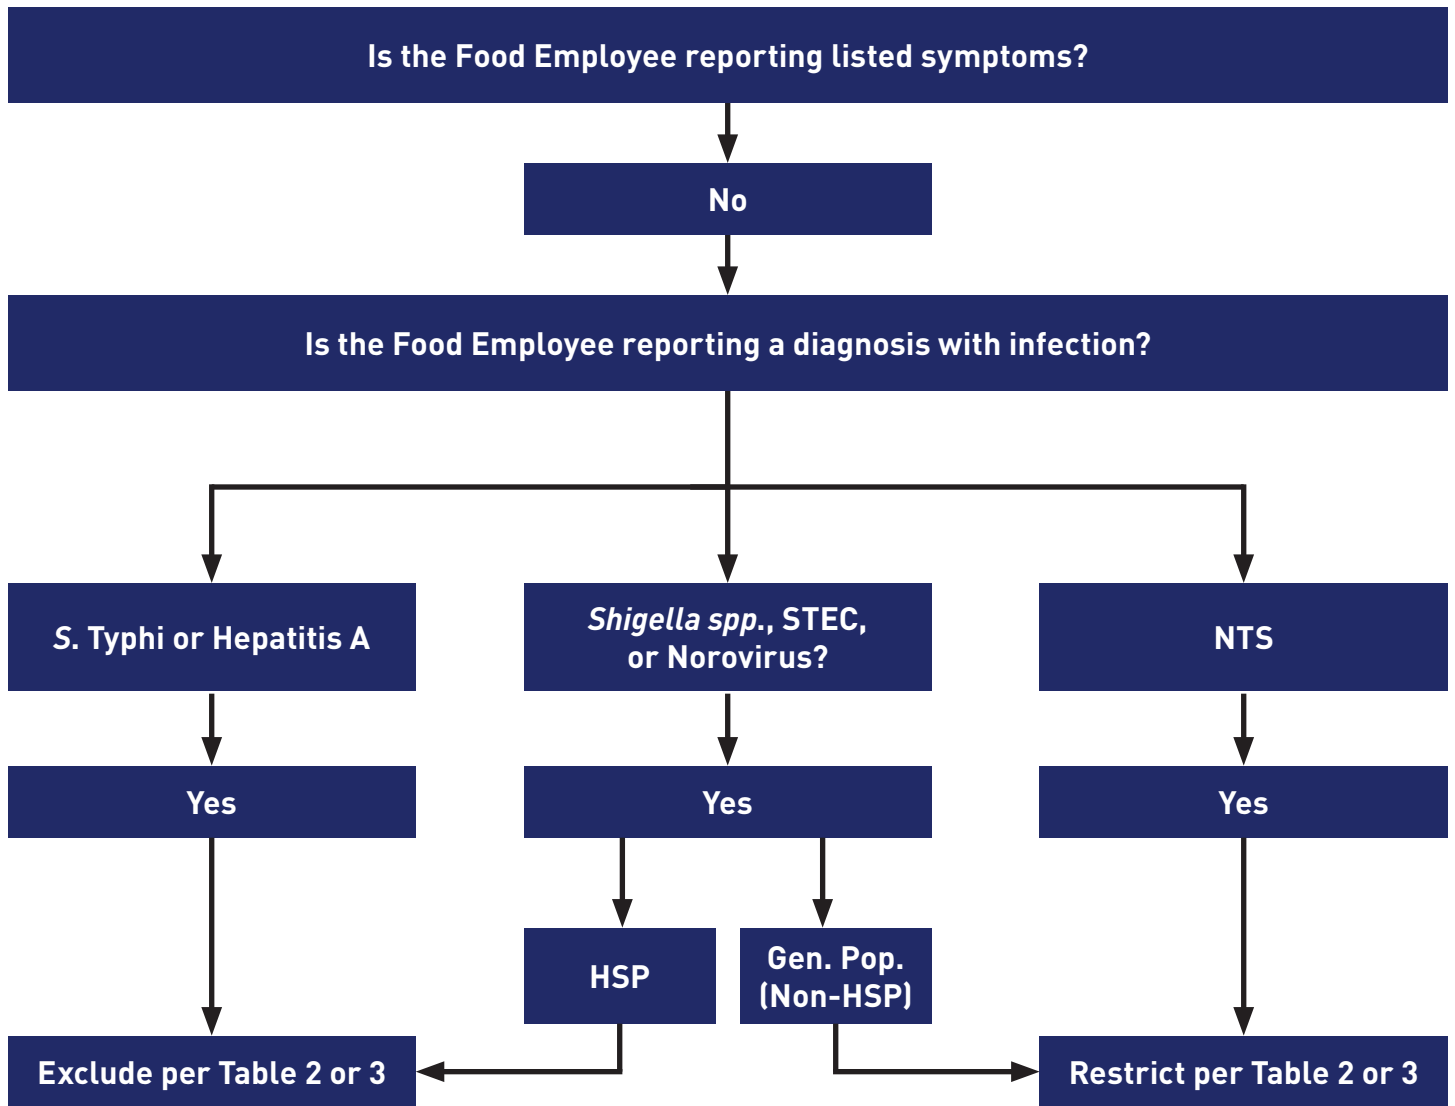 Is the Food Employee reporting listed symptoms?
No
Is the Food Employee reporting a diagnosis with infection?
S. Typhi or Hepatitis A
Shigella spp., STEC,
or Norovirus?
NTS
Yes
Yes
Yes
HSP
Gen. Pop.
(Non-HSP)
Exclude per Table 2 or 3
Restrict per Table 2 or 3